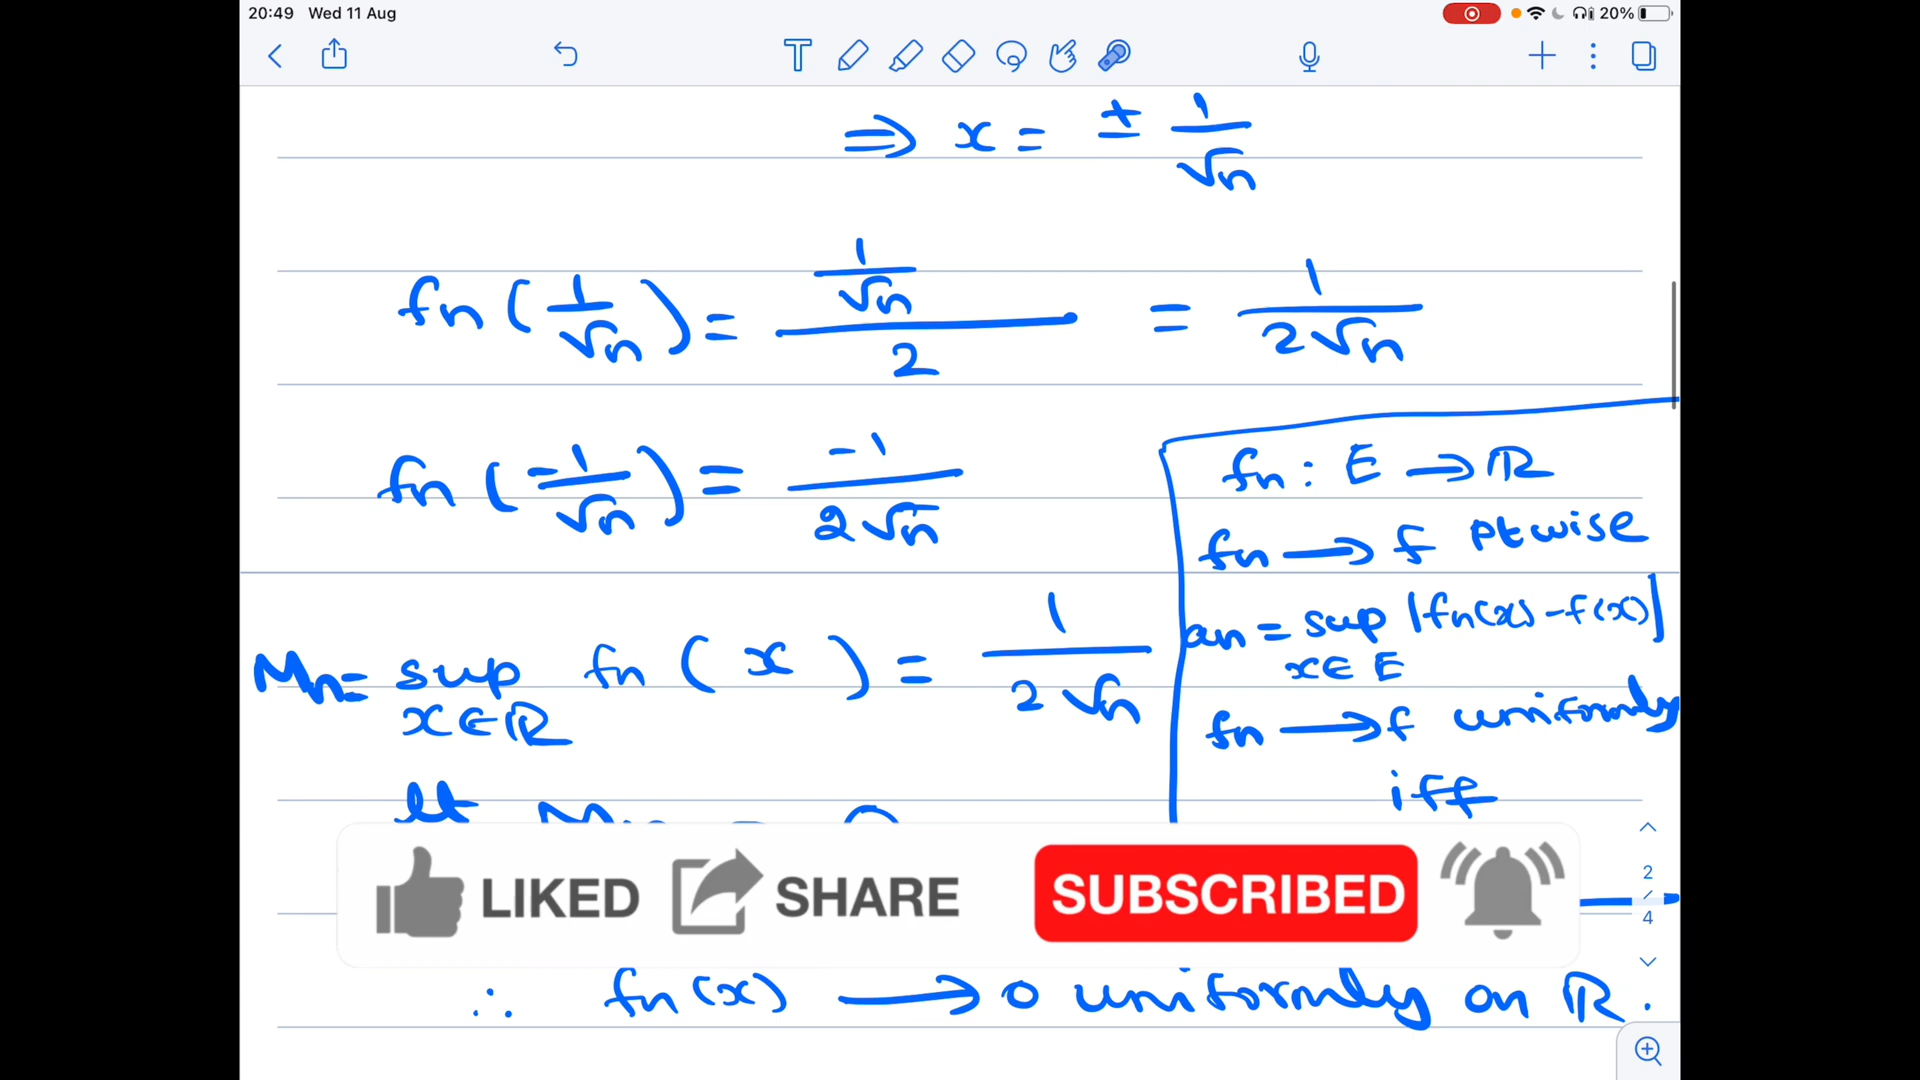 20:49 Wed 11 Aug 20%
⇒ x = ± 1/√n
fn(1/√n) = (1/√n)/2 = 1/(2√n)
fn(-1/√n) = -1/(2√n)
fn : E → ℝ
fn → f ptwise
an = sup |fn(x) - f(x)|
x ∈ E
fn → f uniformly
iff
Mn = sup fn(x) = 1/(2√n)
x ∈ ℝ
LIKED SHARE SUBSCRIBED
2/4
∴ fn(x) → 0 uniformly on ℝ.